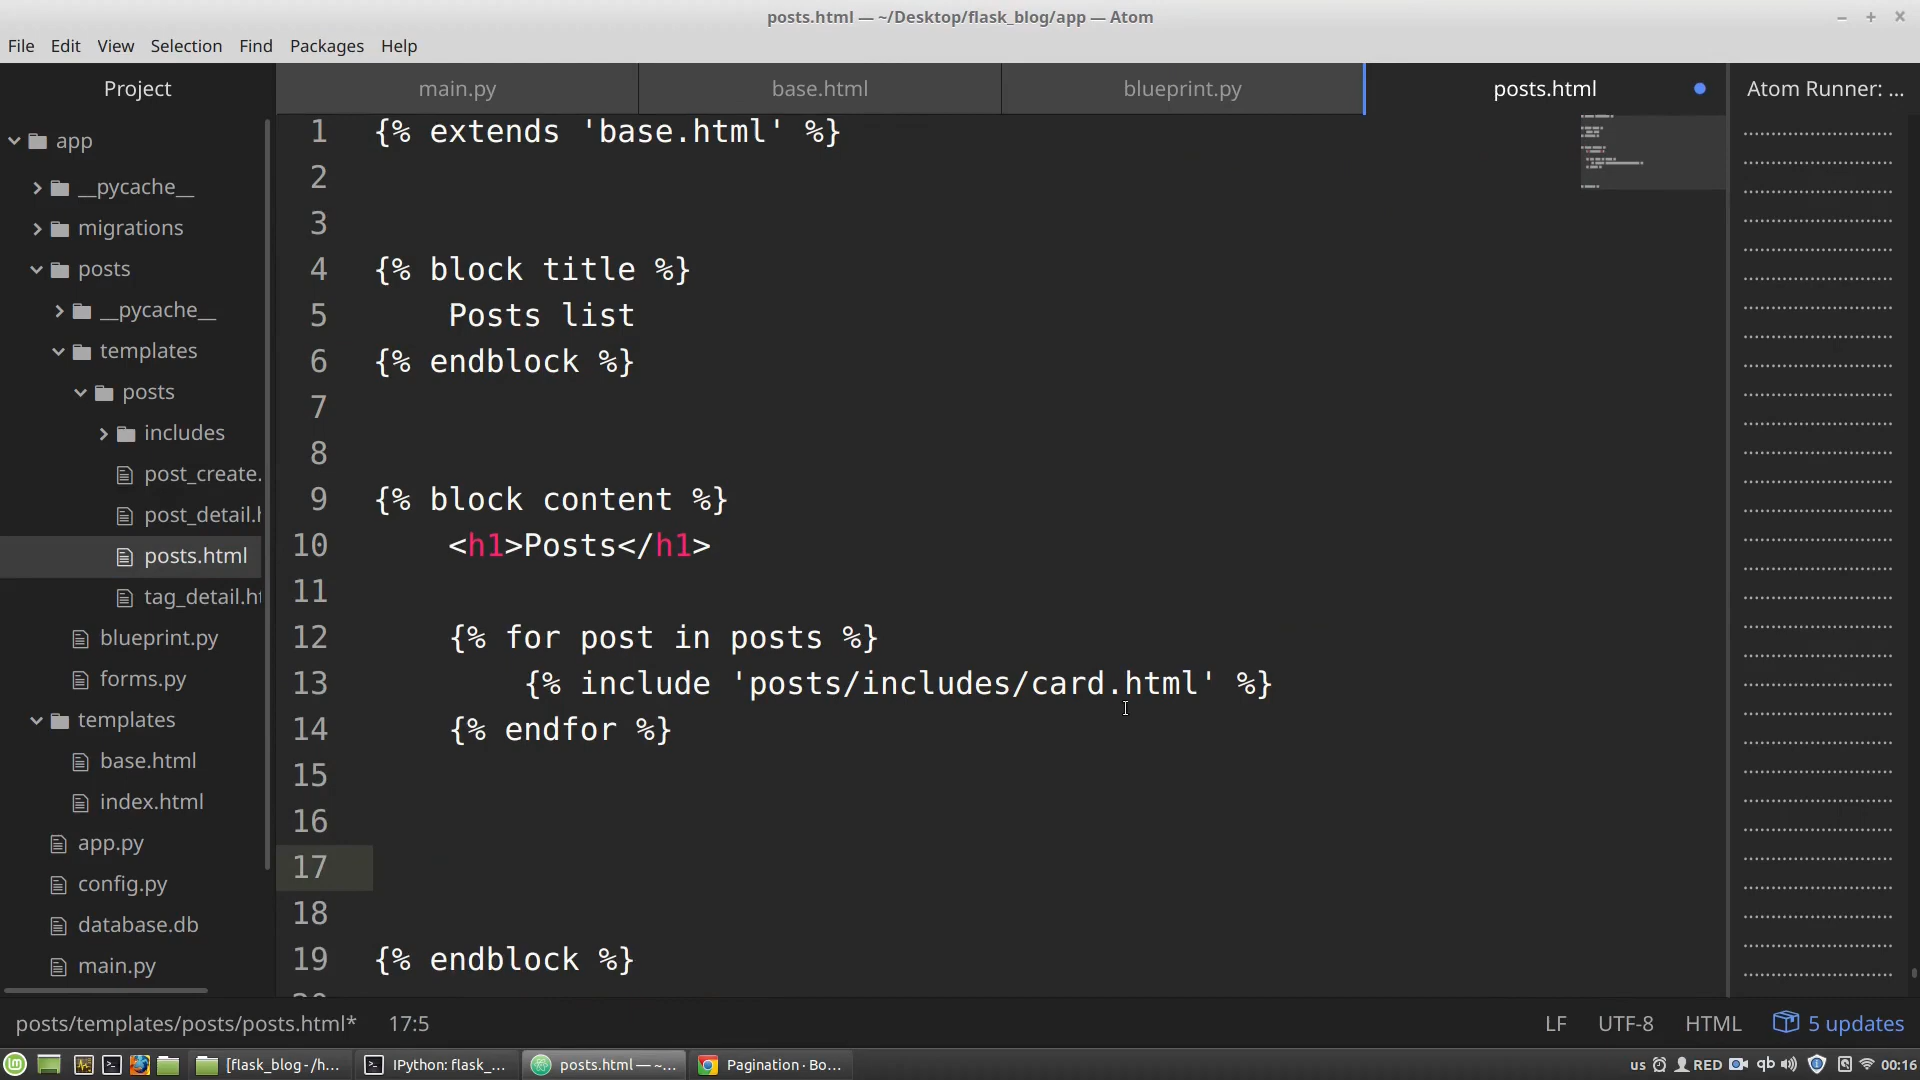 posts.html — ~/Desktop/flask_blog/app — Atom
File Edit View Selection Find Packages Help
Project
main.py
base.html
blueprint.py
posts.html
Atom Runner: ...
app
__pycache__
migrations
posts
__pycache__
templates
posts
includes
post_create.
post_detail.h
posts.html
tag_detail.ht
blueprint.py
forms.py
templates
base.html
index.html
app.py
config.py
database.db
main.py
1 {% extends 'base.html' %}
2
3
4 {% block title %}
5 Posts list
6 {% endblock %}
7
8
9 {% block content %}
10 <h1>Posts</h1>
11
12 {% for post in posts %}
13 {% include 'posts/includes/card.html' %}
14 {% endfor %}
15
16
17
18
19 {% endblock %}
20
posts/templates/posts/posts.html* 17:5
LF UTF-8 HTML 5 updates
[flask_blog - /h... IPython: flask_... posts.html — ~... Pagination · Bo... us RED qb 00:16